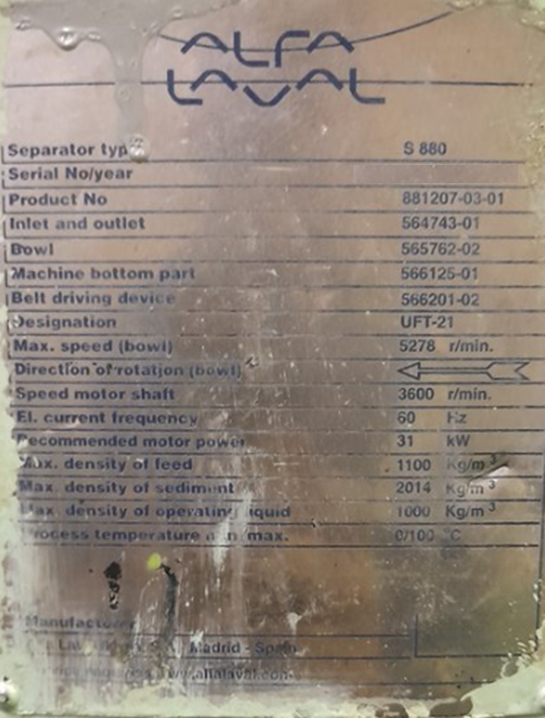 ALFA
LAVAL
Separator type S 880
Serial No/year
Product No 881207-03-01
Inlet and outlet 564743-01
Bowl 565762-02
Machine bottom part 566125-01
Belt driving device 566201-02
Designation UFT-21
Max. speed (bowl) 5278 r/min.
Direction of rotation (bowl)
Speed motor shaft 3600 r/min.
El. current frequency 60 Hz
Recommended motor power 31 kW
Max. density of feed 1100 Kg/m³
Max. density of sediment 2014 Kg/m³
Max density of operating liquid 1000 Kg/m³
Process temperature min max. 0/100 °C
Manufacturer
Madrid - Spain
www.alfalaval.com